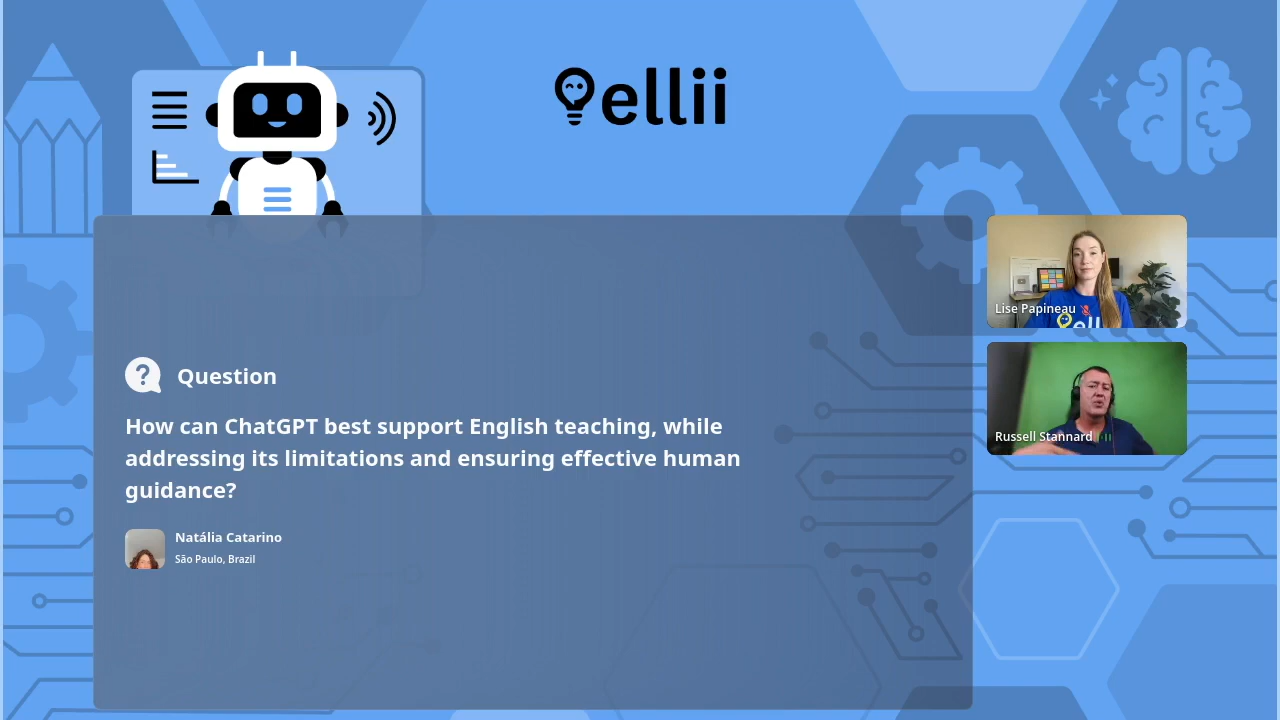 ellii
Lise Papineau
Question
How can ChatGPT best support English teaching, while
addressing its limitations and ensuring effective human
guidance?
Russell Stannard
Natália Catarino
São Paulo, Brazil